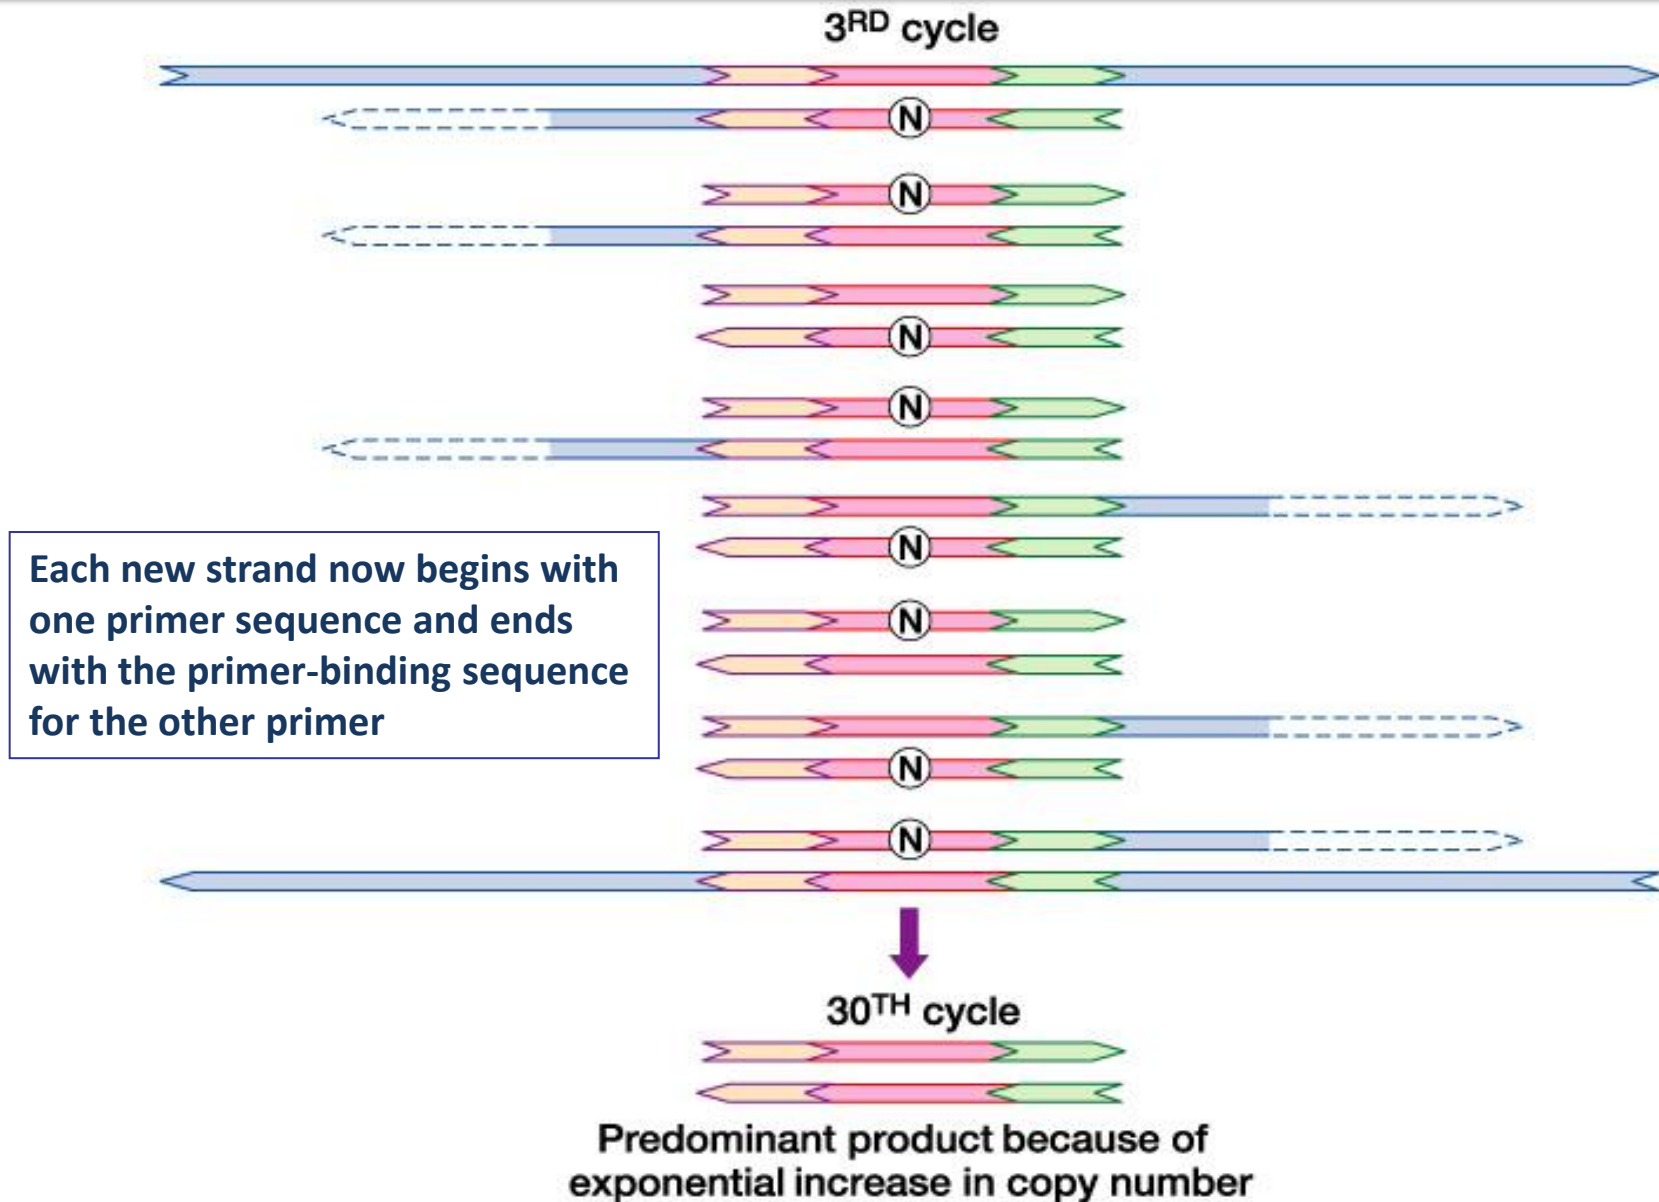 3RD cycle
N
N
N
N
N
N
N
N
Each new strand now begins with
one primer sequence and ends
with the primer-binding sequence
for the other primer
30TH cycle
Predominant product because of
exponential increase in copy number